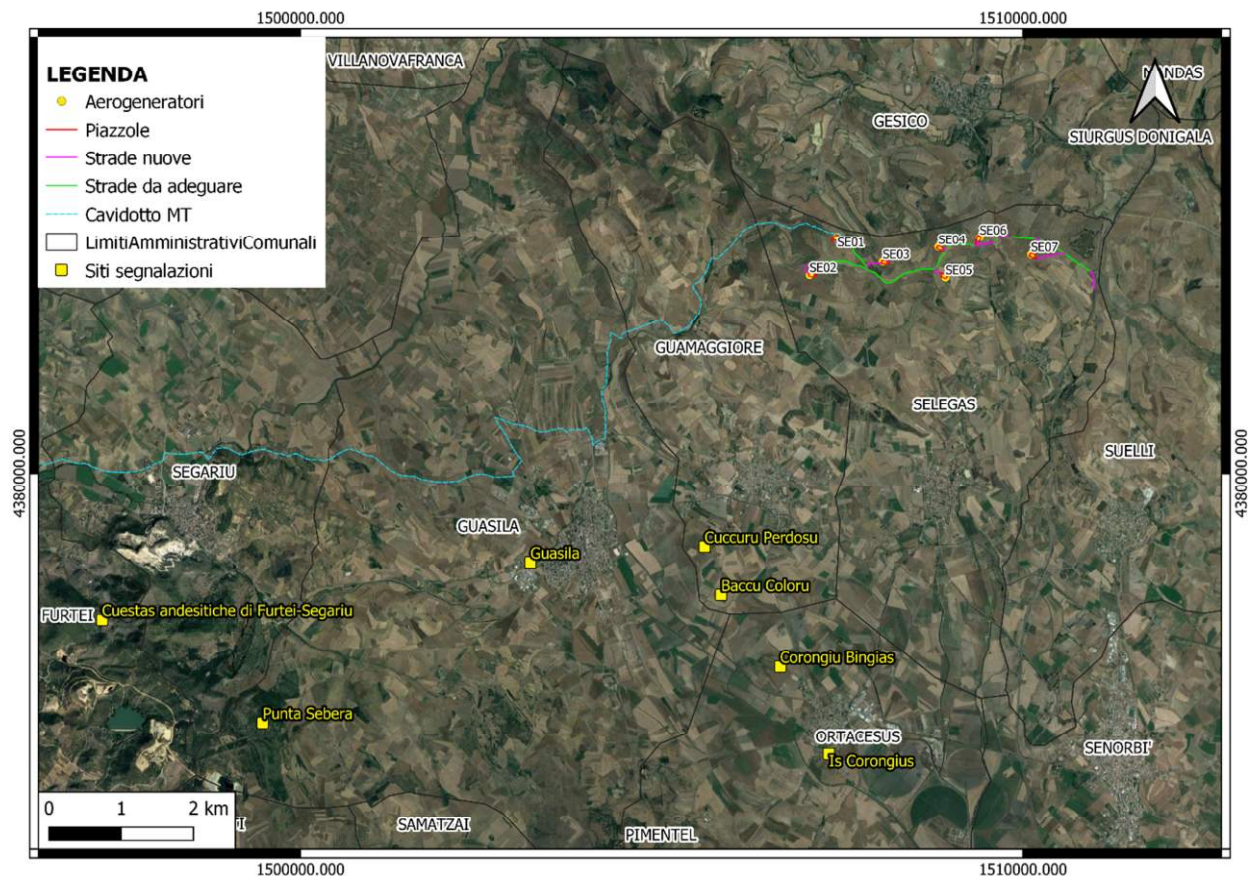 1500000.000
1510000.000
LEGENDA
Aerogeneratori
Piazzole
Strade nuove
Strade da adeguare
Cavidotto MT
LimitiAmministrativiComunali
Siti segnalazioni
VILLANOVAFRANCA
GESICO
SIURGUS DONIGALA
SE01
SE02
SE03
SE04
SE05
SE06
SE07
GUAMAGGIORE
SELEGAS
SUELLI
SEGARIU
4380000.000
4380000.000
GUASILA
Guasila
Cuccuru Perdosu
Baccu Coloru
FURTEI
Cuestas andesitiche di Furtei-Segariu
Corongiu Bingias
Punta Sebera
ORTACESUS
Is Corongius
SENORBI'
0 1 2 km
SAMATZAI
PIMENTEL
1500000.000
1510000.000